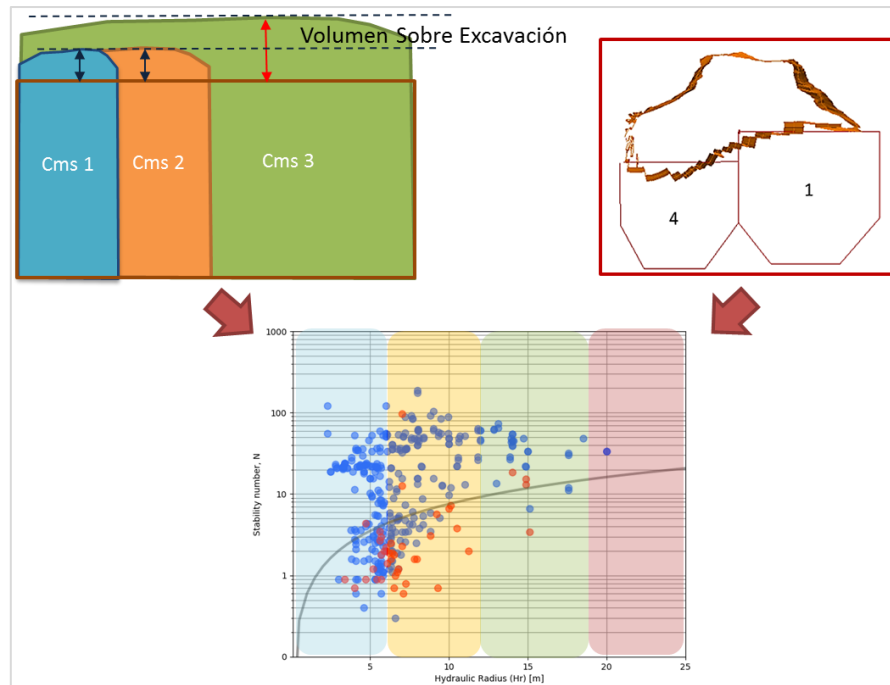 Volumen Sobre Excavación
Cms 1
Cms 2
Cms 3
4
1
1000
100
10
1
0
Stability number, N
5
10
15
20
25
Hydraulic Radius (Hr) [m]